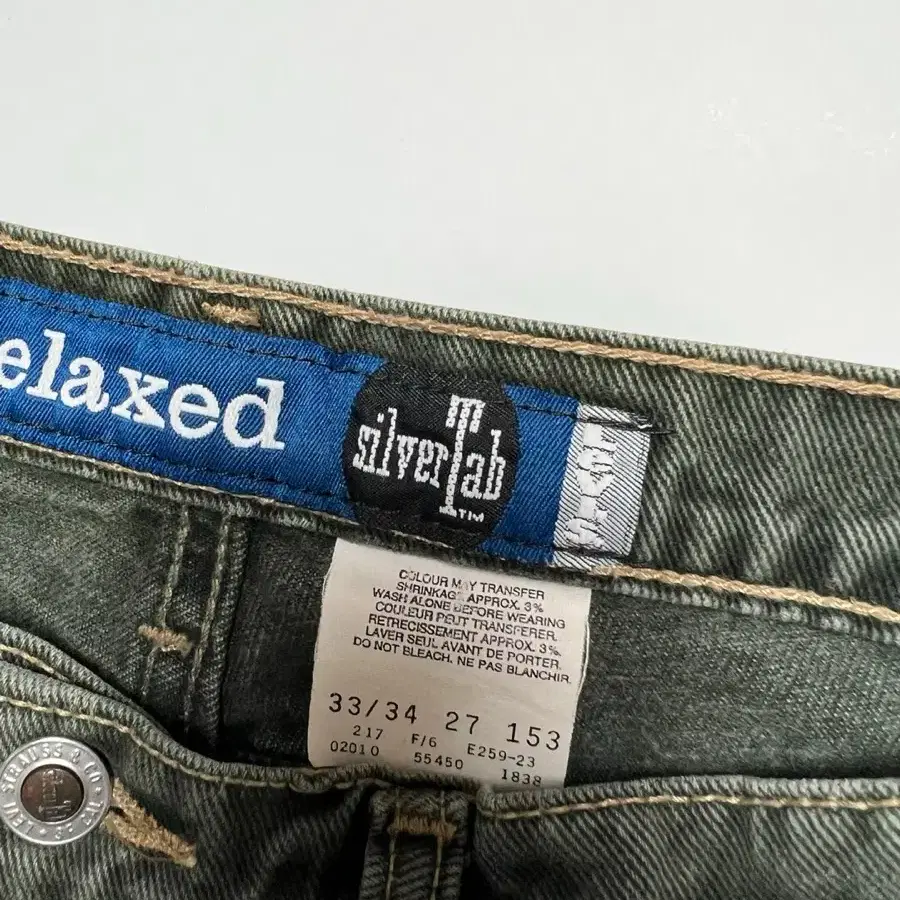 elaxed
silverTab
TM
LEVI'S
COLOUR MAY TRANSFER
SHRINKAGE APPROX. 3%
WASH ALONE BEFORE WEARING
COULEUR PEUT TRANSFERER.
RETRECISSEMENT APPROX. 3%.
LAVER SEUL AVANT DE PORTER.
DO NOT BLEACH. NE PAS BLANCHIR.
33/34 27 153
217 F/6 E259-23
02010 55450 1838
LEVI STRAUSS & CO